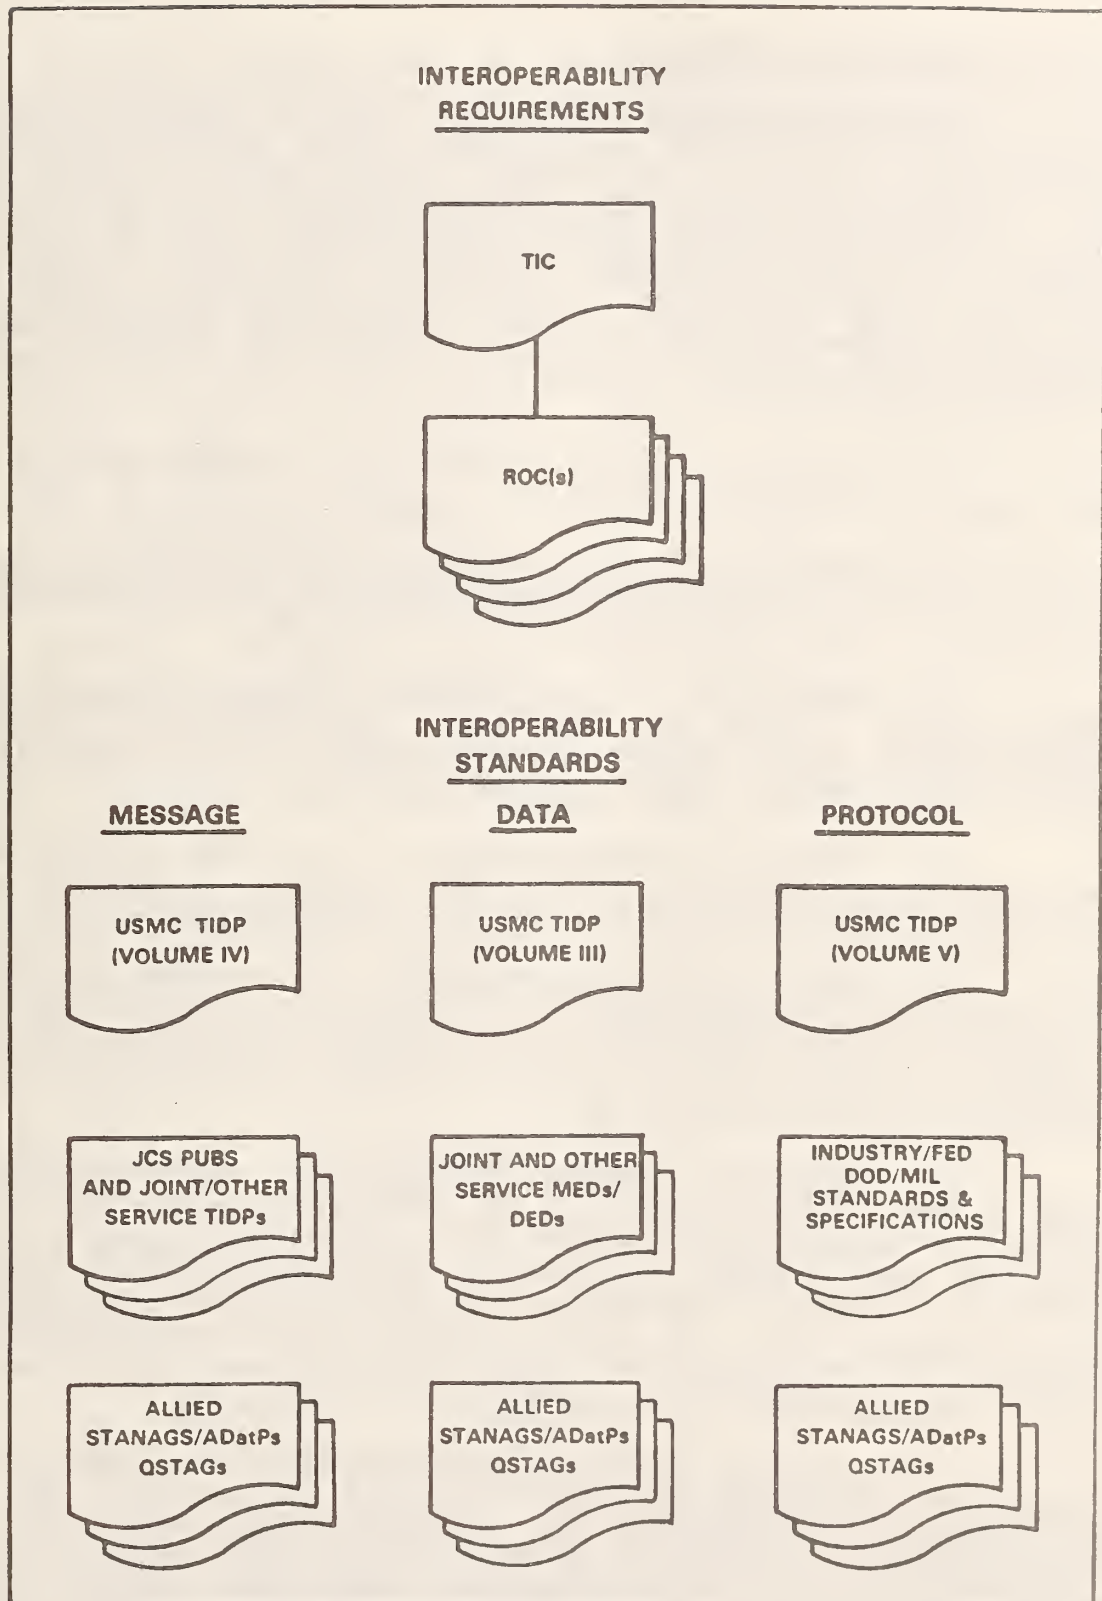 INTEROPERABILITY
REQUIREMENTS
TIC
ROC(s)
INTEROPERABILITY
STANDARDS
MESSAGE
DATA
PROTOCOL
USMC TIDP
(VOLUME IV)
USMC TIDP
(VOLUME III)
USMC TIDP
(VOLUME V)
JCS PUBS
AND JOINT/OTHER
SERVICE TIDPs
JOINT AND OTHER
SERVICE MEDs/
DEDs
INDUSTRY/FED
DOD/MIL
STANDARDS &
SPECIFICATIONS
ALLIED
STANAGS/ADatPs
QSTAGs
ALLIED
STANAGS/ADatPs
QSTAGs
ALLIED
STANAGS/ADatPs
QSTAGs